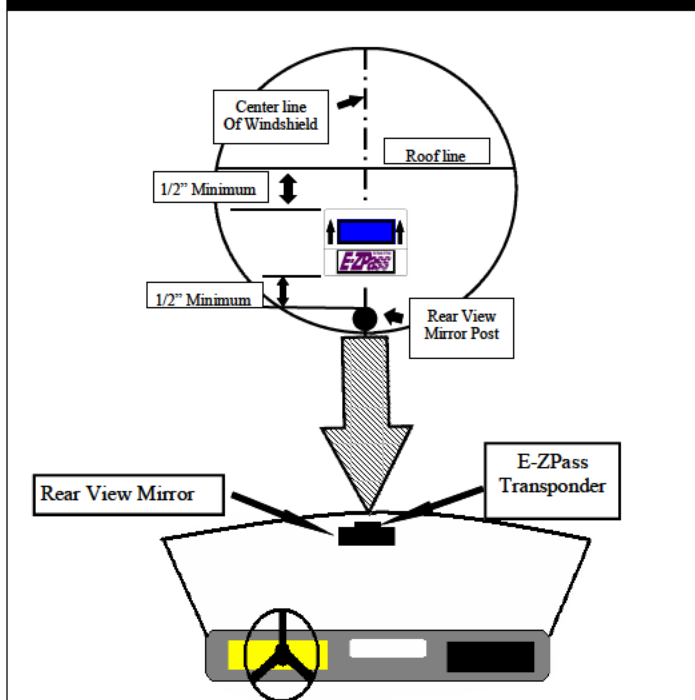 Center line
Of Windshield
Roof line
1/2” Minimum
E-ZPass
1/2” Minimum
Rear View
Mirror Post
E-ZPass
Transponder
Rear View Mirror